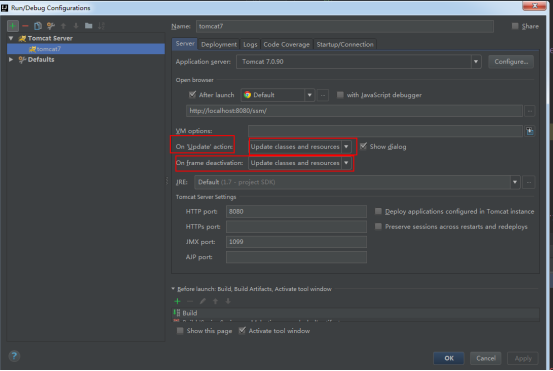 Run/Debug Configurations
Name: tomcat7
Share
Tomcat Server
tomcat7
Defaults
Server Deployment Logs Code Coverage Startup/Connection
Application server: Tomcat 7.0.90 Configure...
Open browser
After launch Default ... with JavaScript debugger
http://localhost:8080/ssm/
VM options:
On 'Update' action: Update classes and resources Show dialog
On frame deactivation: Update classes and resources
JRE: Default (1.7 - project SDK)
Tomcat Server Settings
HTTP port: 8080 Deploy applications configured in Tomcat instance
HTTPs port: Preserve sessions across restarts and redeploys
JMX port: 1099
AJP port:
Before launch: Build, Build Artifacts, Activate tool window
Build
Show this page Activate tool window
OK Cancel Apply